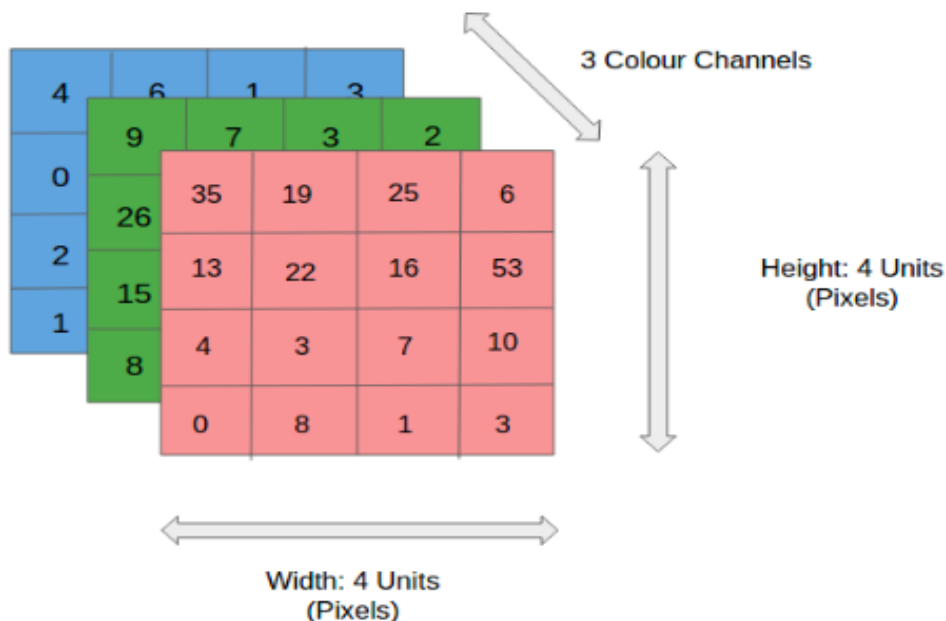 3 Colour Channels
4 6 1 3
9 7 3 2
35 19 25 6
0
26
13 22 16 53
Height: 4 Units
(Pixels)
2
15
4 3 7 10
1
8
0 8 1 3
Width: 4 Units
(Pixels)